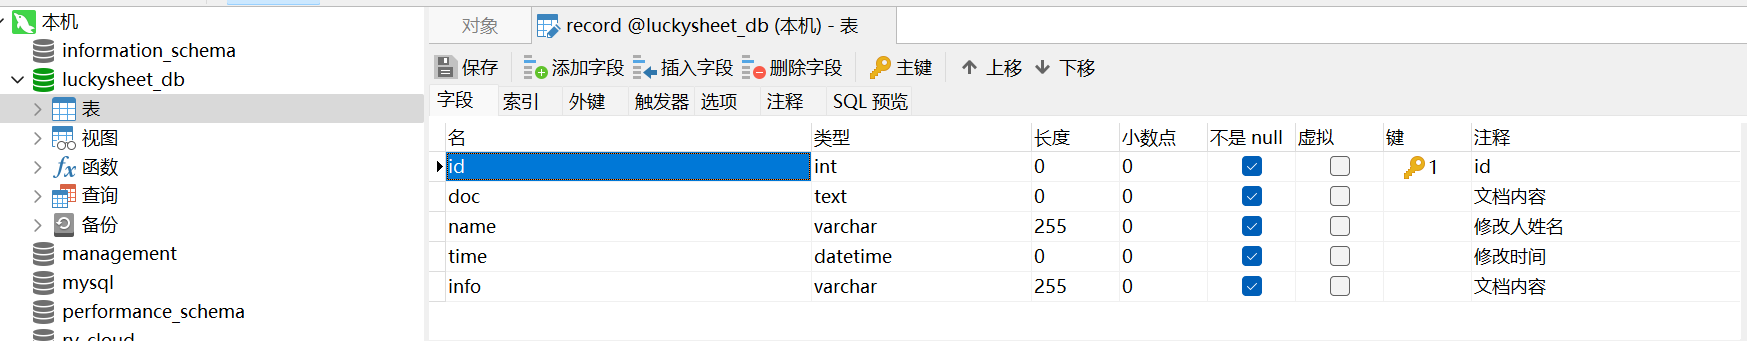 本机
information_schema
luckysheet_db
表
视图
fx 函数
查询
备份
management
mysql
performance_schema
ry_cloud
对象 record @luckysheet_db (本机) - 表
保存 添加字段 插入字段 删除字段 主键 上移 下移
字段 索引 外键 触发器 选项 注释 SQL 预览
名 类型 长度 小数点 不是 null 虚拟 键 注释
id int 0 0 1 id
doc text 0 0 文档内容
name varchar 255 0 修改人姓名
time datetime 0 0 修改时间
info varchar 255 0 文档内容